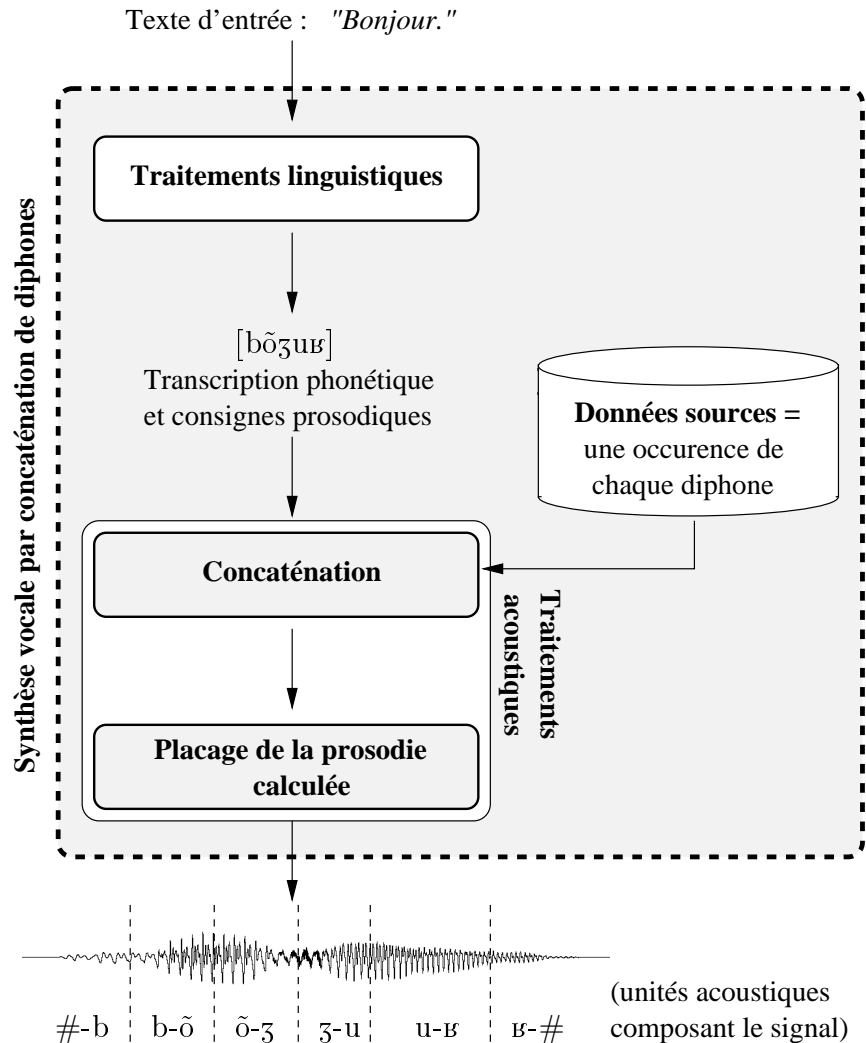 Texte d'entrée : "Bonjour."
Synthèse vocale par concaténation de diphones
Traitements linguistiques
[bõʒuʁ]
Transcription phonétique
et consignes prosodiques
Données sources =
une occurence de
chaque diphone
Concaténation
Traitements
acoustiques
Placage de la prosodie
calculée
#-b b-õ õ-ʒ ʒ-u u-ʁ ʁ-#
(unités acoustiques
composant le signal)